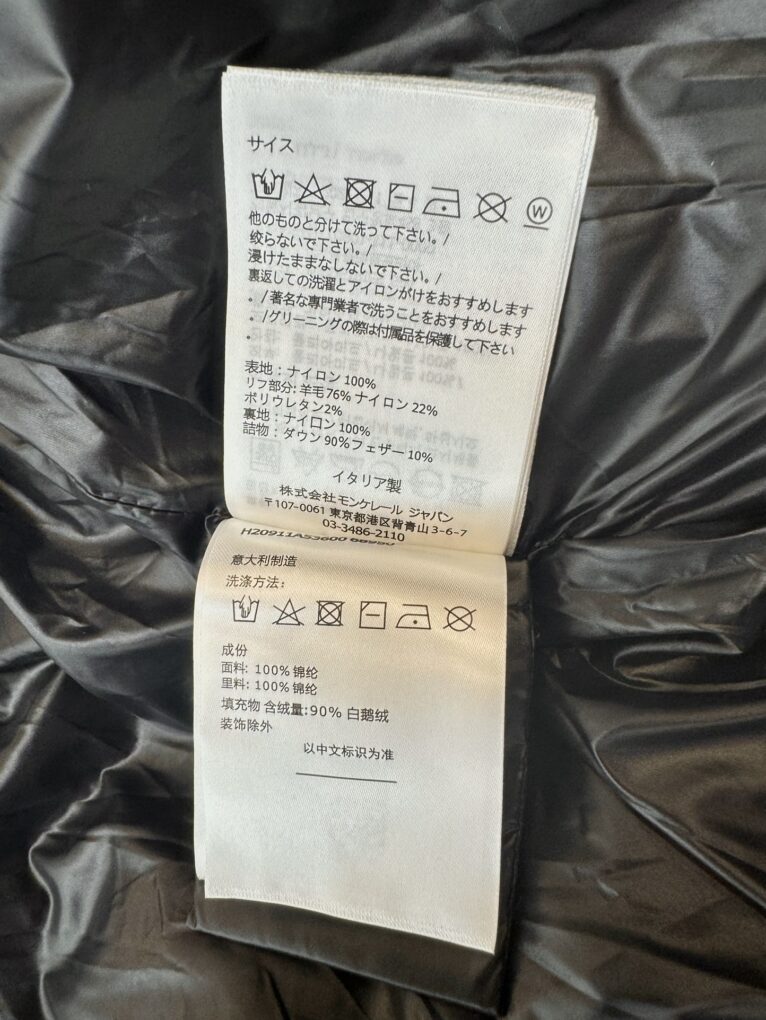 サイス
W
他のものと分けて洗って下さい。/
絞らないで下さい。/
浸けたままなしないで下さい。/
裏返しての洗濯とアイロンがけをおすすめします
。/著名な専門業者で洗うことをおすすめします
。/グリーニングの際は付属品を保護して下さい
。
表地：ナイロン100%
リフ部分: 羊毛76% ナイロン 22%
ポリウレタン2%
裏地：ナイロン 100%
詰物：ダウン 90%フェザー 10%
イタリア製
株式会社モンケレール ジャパン
〒107-0061 東京都港区背青山 3-6-7
03-3486-2110
意大利制造
洗涤方法：
成份
面料: 100% 锦纶
里料: 100% 锦纶
填充物 含绒量:90% 白鹅绒
装饰除外
以中文标识为准